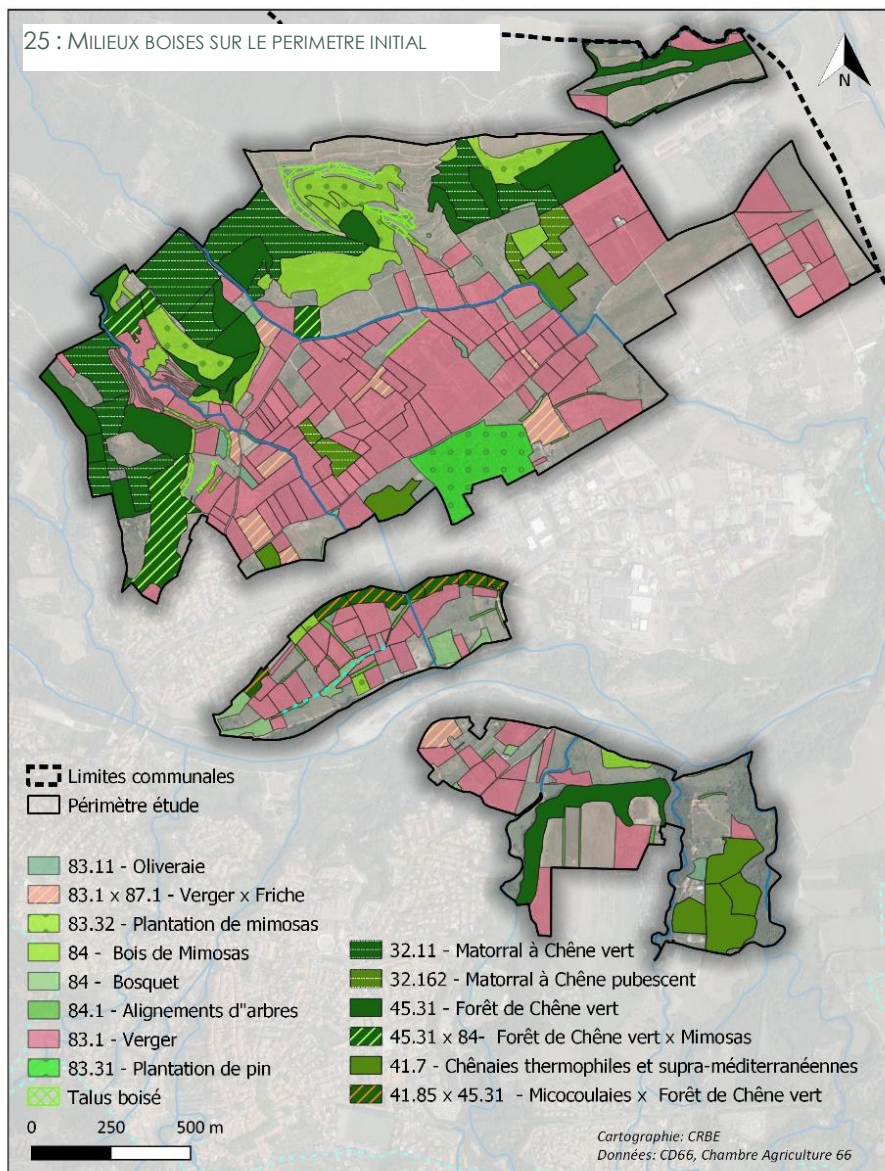 25 : MILIEUX BOISES SUR LE PERIMETRE INITIAL
N
Limites communales
Périmètre étude
83.11 - Oliveraie
83.1 x 87.1 - Verger x Friche
83.32 - Plantation de mimosas
84 - Bois de Mimosas
84 - Bosquet
84.1 - Alignements d"arbres
83.1 - Verger
83.31 - Plantation de pin
Talus boisé
32.11 - Matorral à Chêne vert
32.162 - Matorral à Chêne pubescent
45.31 - Forêt de Chêne vert
45.31 x 84- Forêt de Chêne vert x Mimosas
41.7 - Chênaies thermophiles et supra-méditerranéennes
41.85 x 45.31 - Micocoulaies x Forêt de Chêne vert
0 250 500 m
Cartographie: CRBE
Données: CD66, Chambre Agriculture 66